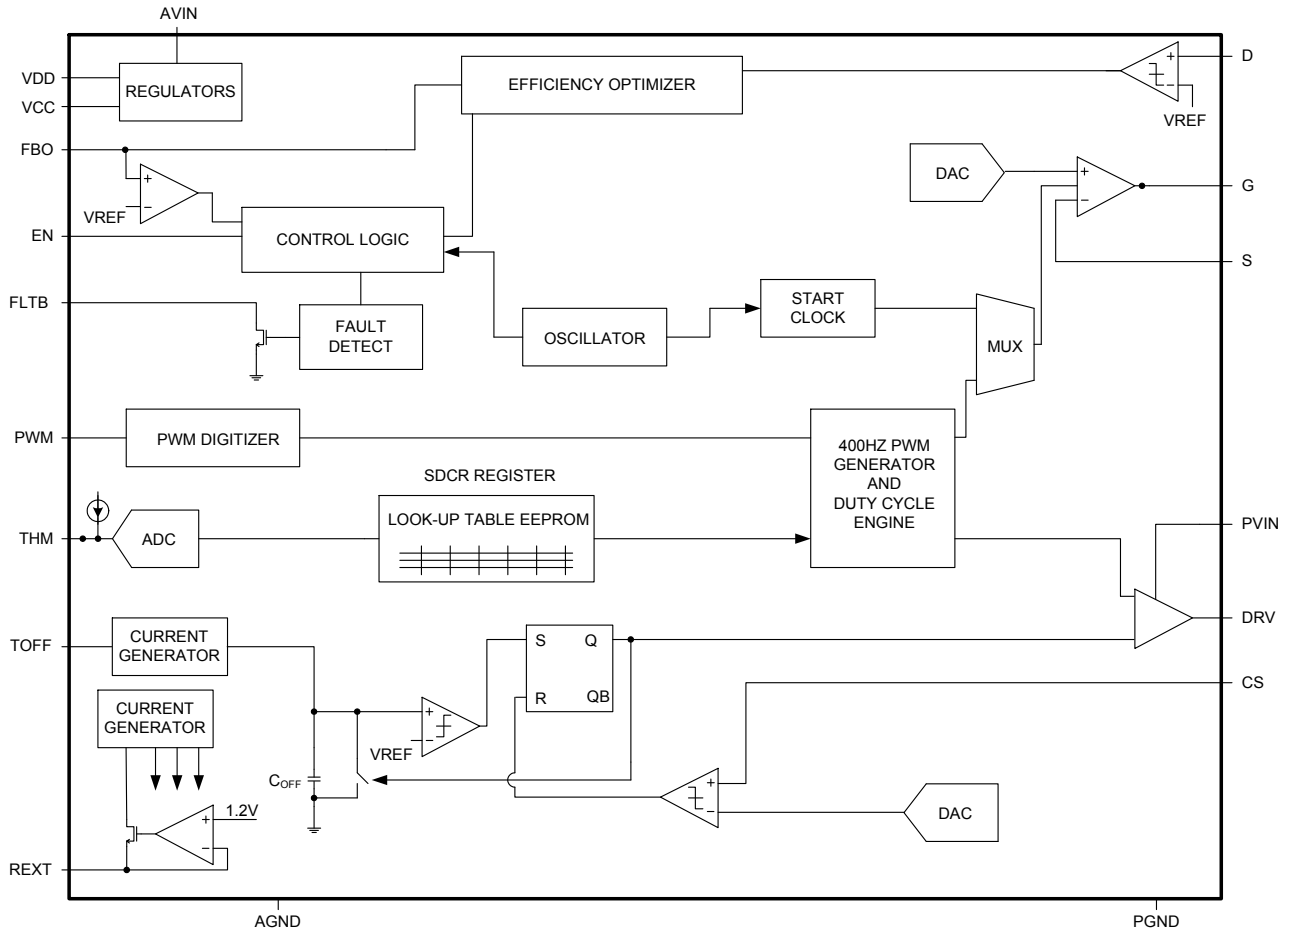 AVIN
VDD
REGULATORS
VCC
EFFICIENCY OPTIMIZER
+
-
D
VREF
FBO
+
-
VREF
DAC
+
-
G
EN
CONTROL LOGIC
S
FLTB
FAULT
DETECT
OSCILLATOR
START
CLOCK
MUX
PWM
PWM DIGITIZER
400HZ PWM
GENERATOR
AND
DUTY CYCLE
ENGINE
SDCR REGISTER
LOOK-UP TABLE EEPROM
THM
ADC
PVIN
DRV
TOFF
CURRENT
GENERATOR
S Q
R QB
CS
CURRENT
GENERATOR
+
-
VREF
COFF
+
-
DAC
1.2V
+
-
REXT
AGND
PGND